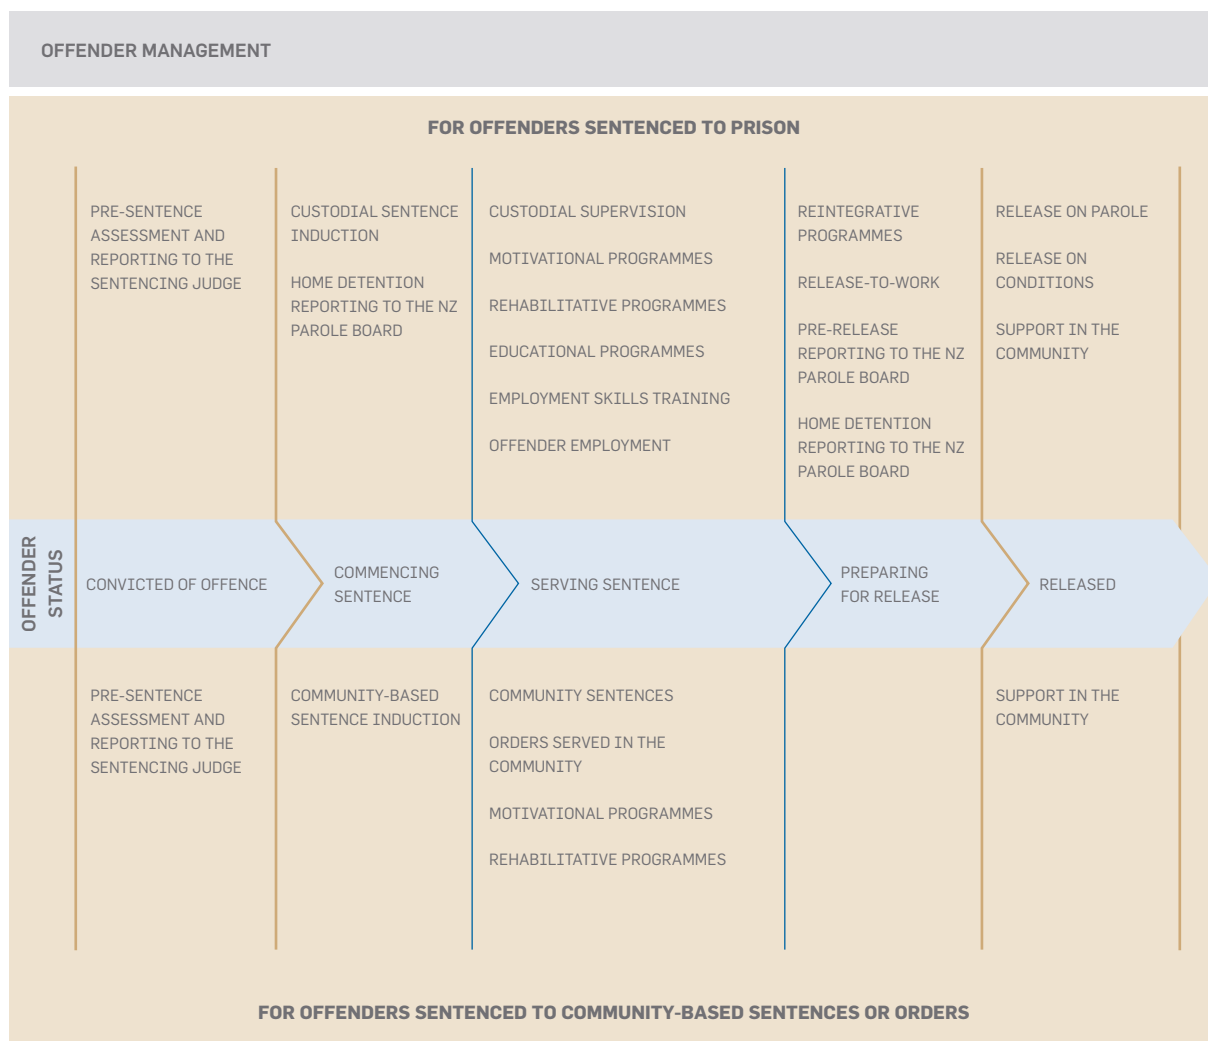 OFFENDER MANAGEMENT
FOR OFFENDERS SENTENCED TO PRISON
PRE-SENTENCE
ASSESSMENT AND
REPORTING TO THE
SENTENCING JUDGE
CUSTODIAL SENTENCE
INDUCTION
HOME DETENTION
REPORTING TO THE NZ
PAROLE BOARD
CUSTODIAL SUPERVISION
MOTIVATIONAL PROGRAMMES
REHABILITATIVE PROGRAMMES
EDUCATIONAL PROGRAMMES
EMPLOYMENT SKILLS TRAINING
OFFENDER EMPLOYMENT
REINTEGRATIVE
PROGRAMMES
RELEASE-TO-WORK
PRE-RELEASE
REPORTING TO THE NZ
PAROLE BOARD
HOME DETENTION
REPORTING TO THE NZ
PAROLE BOARD
RELEASE ON PAROLE
RELEASE ON
CONDITIONS
SUPPORT IN THE
COMMUNITY
OFFENDER
STATUS
CONVICTED OF OFFENCE
COMMENCING
SENTENCE
SERVING SENTENCE
PREPARING
FOR RELEASE
RELEASED
PRE-SENTENCE
ASSESSMENT AND
REPORTING TO THE
SENTENCING JUDGE
COMMUNITY-BASED
SENTENCE INDUCTION
COMMUNITY SENTENCES
ORDERS SERVED IN THE
COMMUNITY
MOTIVATIONAL PROGRAMMES
REHABILITATIVE PROGRAMMES
SUPPORT IN THE
COMMUNITY
FOR OFFENDERS SENTENCED TO COMMUNITY-BASED SENTENCES OR ORDERS